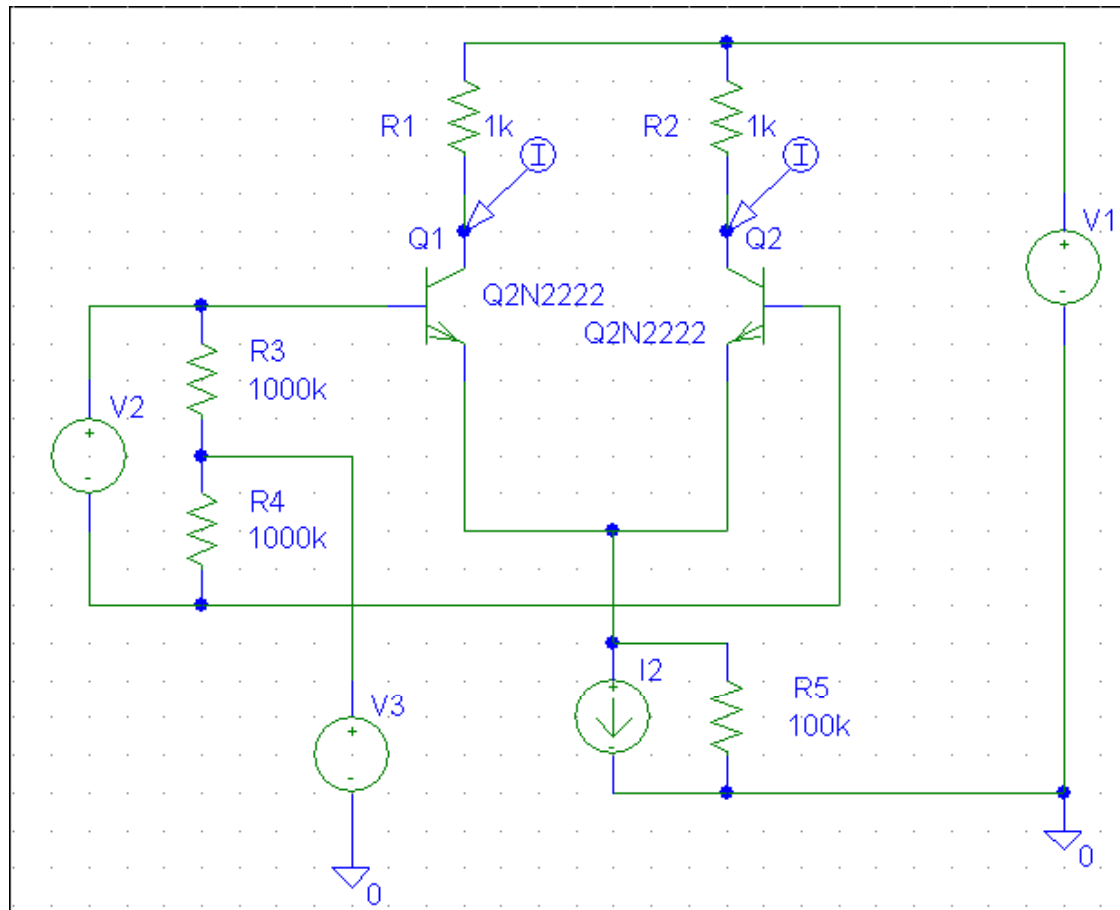 R1
1k
R2
1k
I
I
V1
+
-
Q1
Q2
Q2N2222
Q2N2222
R3
1000k
V2
+
-
R4
1000k
I2
+
-
R5
100k
V3
+
-
0
0